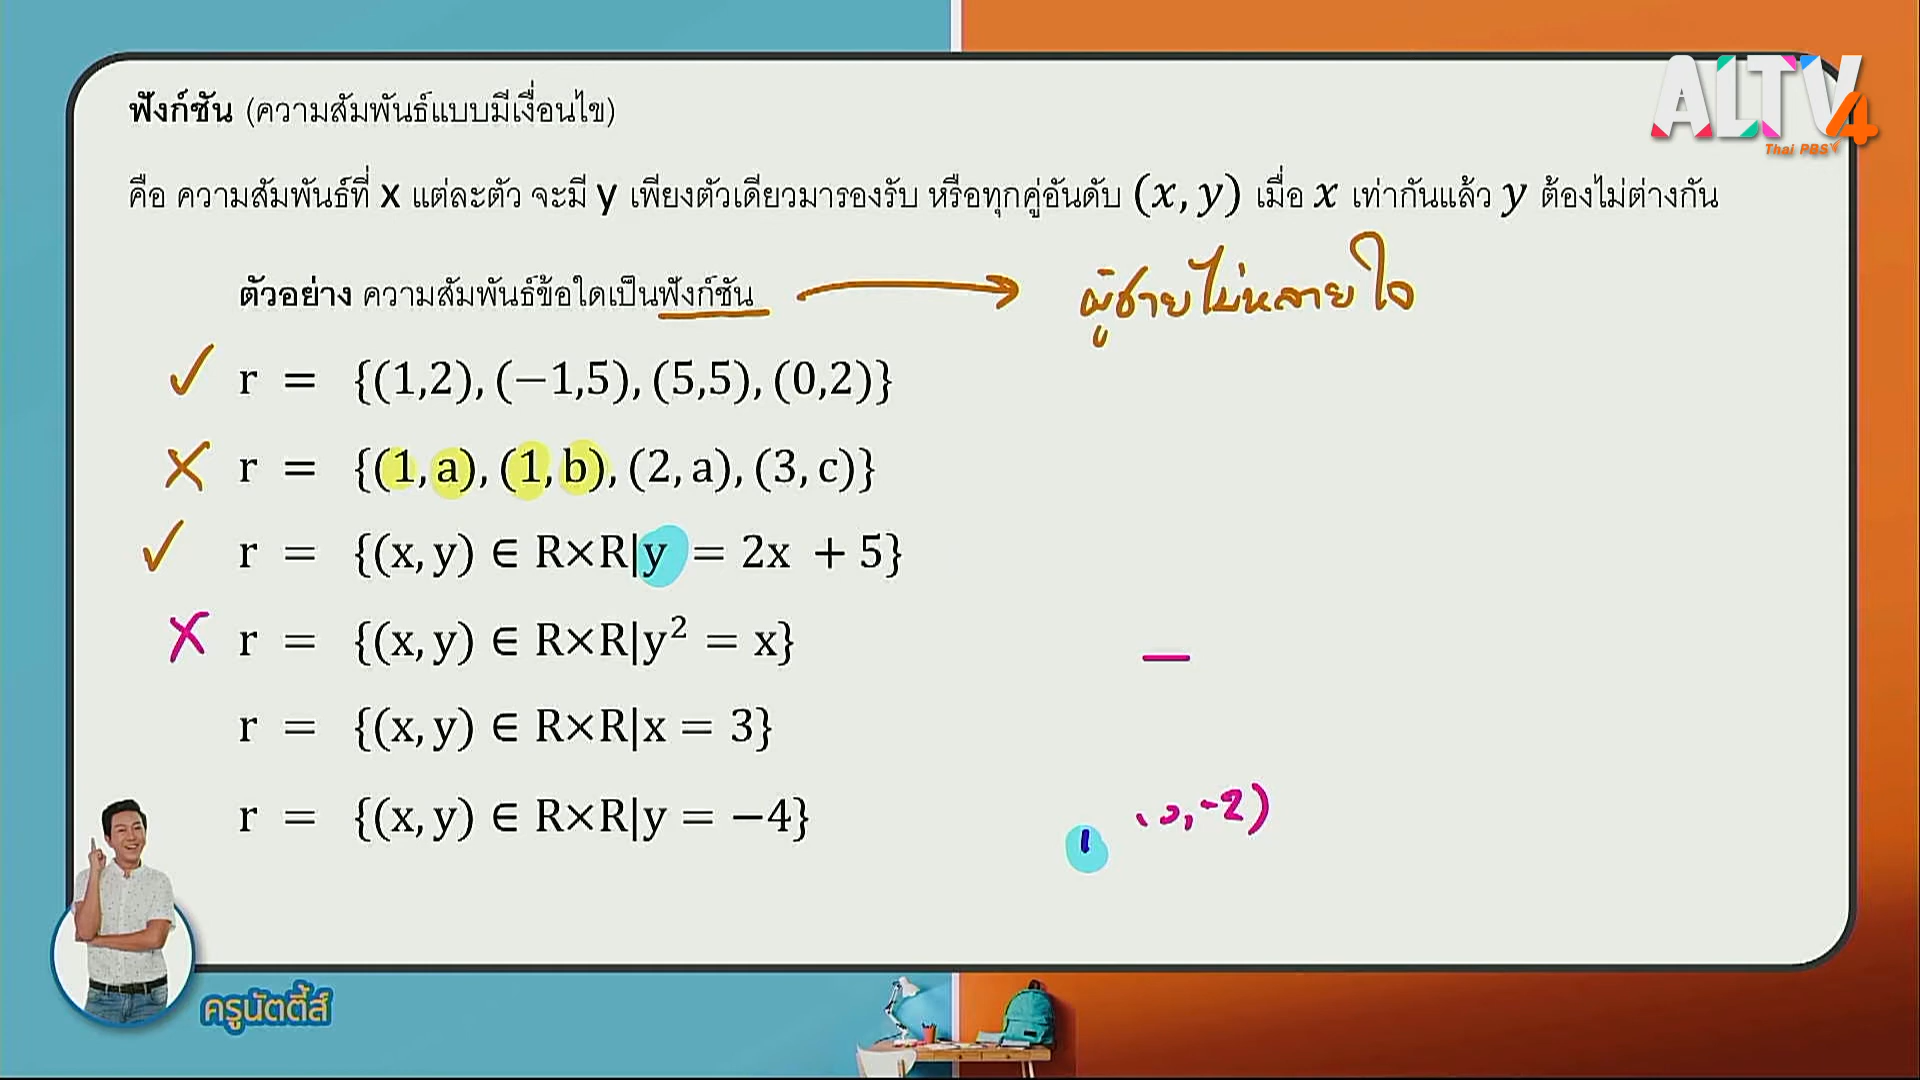 ALTV4
Thai PBS
ฟังก์ชัน (ความสัมพันธ์แบบมีเงื่อนไข)
คือ ความสัมพันธ์ที่ x แต่ละตัว จะมี y เพียงตัวเดียวมารองรับ หรือทุกคู่อันดับ (x, y) เมื่อ x เท่ากันแล้ว y ต้องไม่ต่างกัน
ตัวอย่าง ความสัมพันธ์ข้อใดเป็นฟังก์ชัน → ผู้ชายไม่หลายใจ
✓ r = {(1,2), (−1,5), (5,5), (0,2)}
✗ r = {(1, a), (1, b), (2, a), (3, c)}
✓ r = {(x, y) ∈ R×R|y = 2x + 5}
✗ r = {(x, y) ∈ R×R|y² = x}
r = {(x, y) ∈ R×R|x = 3}
r = {(x, y) ∈ R×R|y = −4}
,-2)
ครูนัตตี้ส์